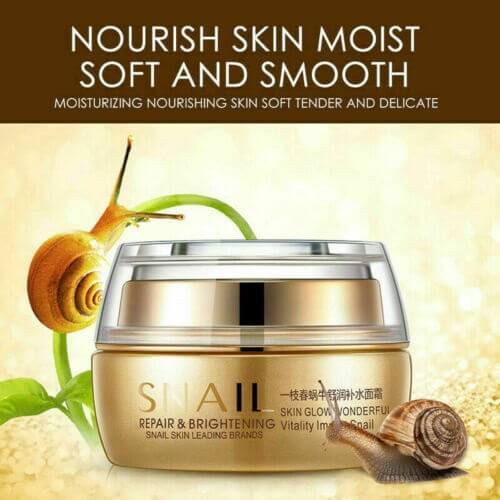 NOURISH SKIN MOIST
SOFT AND SMOOTH
MOISTURIZING NOURISHING SKIN SOFT TENDER AND DELICATE
SNAIL
REPAIR & BRIGHTENING
SNAIL SKIN LEADING BRANDS
一枝春蜗牛舒润补水面霜
SKIN GLOW WONDERFUL
Vitality Snail